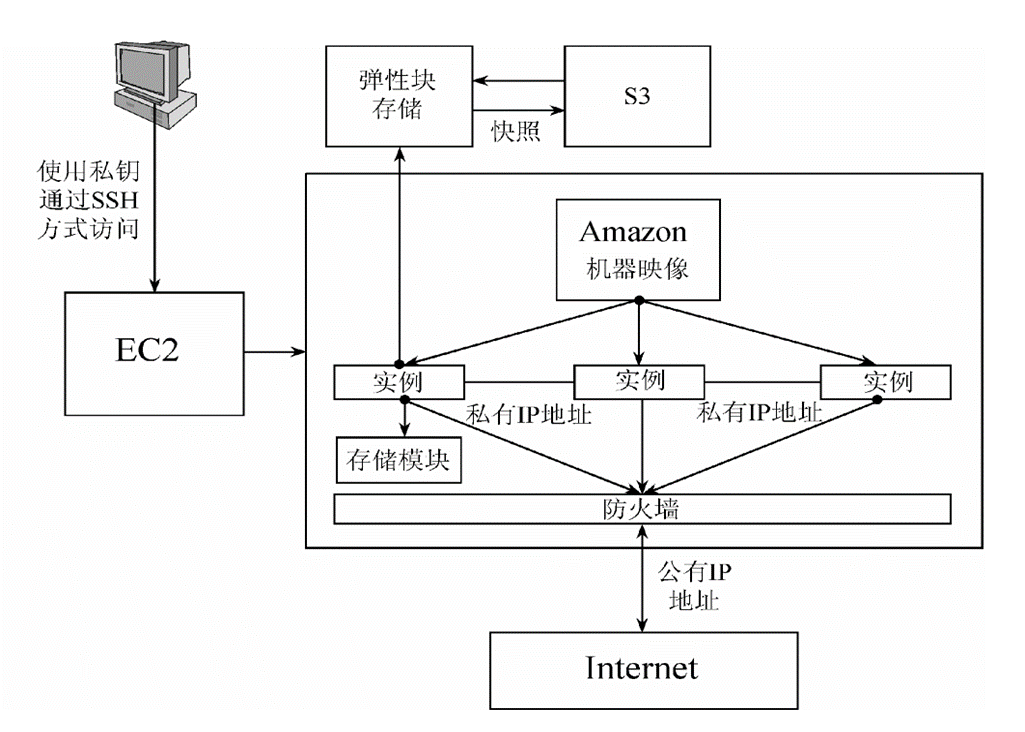 弹性块
存储
S3
快照
使用私钥
通过SSH
方式访问
Amazon
机器映像
EC2
实例
实例
实例
私有IP地址
私有IP地址
存储模块
防火墙
公有IP
地址
Internet